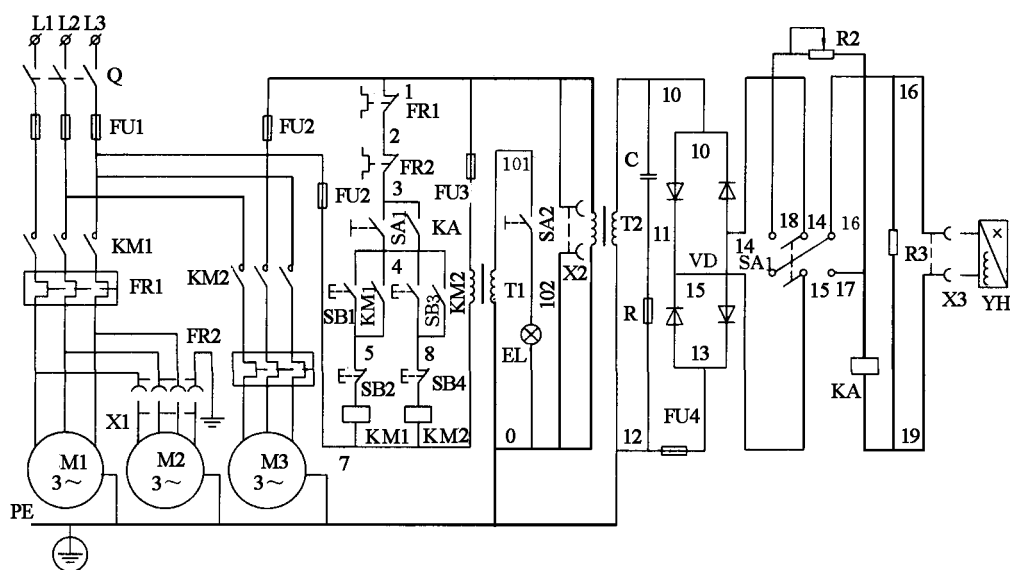 L1 L2 L3
Q
FU1
KM1
FR1
FR2
X1
M1
3～
M2
3～
M3
3～
PE
KM2
FU2
FU2
1
FR1
2
FR2
3
SA1
KA
4
SB1
KM1
SB3
KM2
5
8
SB2
SB4
KM1
KM2
7
FU3
T1
101
SA2
102
EL
0
X2
T2
C
R
10
10
11
VD
15
13
FU4
12
R2
14
SA1
18
14
16
15
17
16
R3
KA
19
X3
×
YH